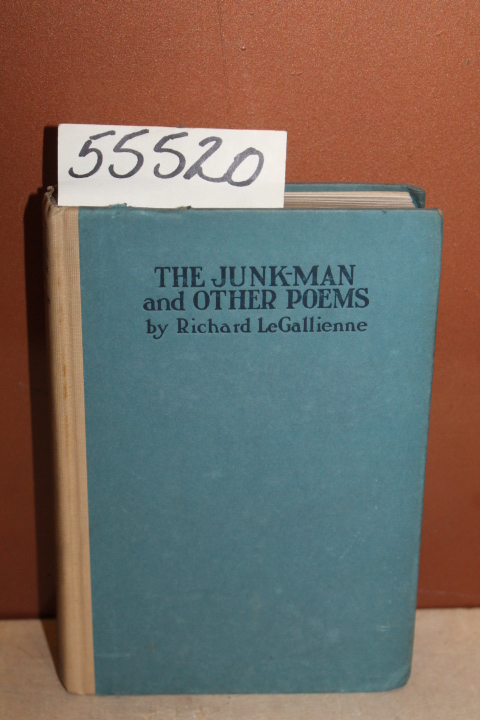 55520
THE JUNK-MAN
and OTHER POEMS
by Richard LeGallienne